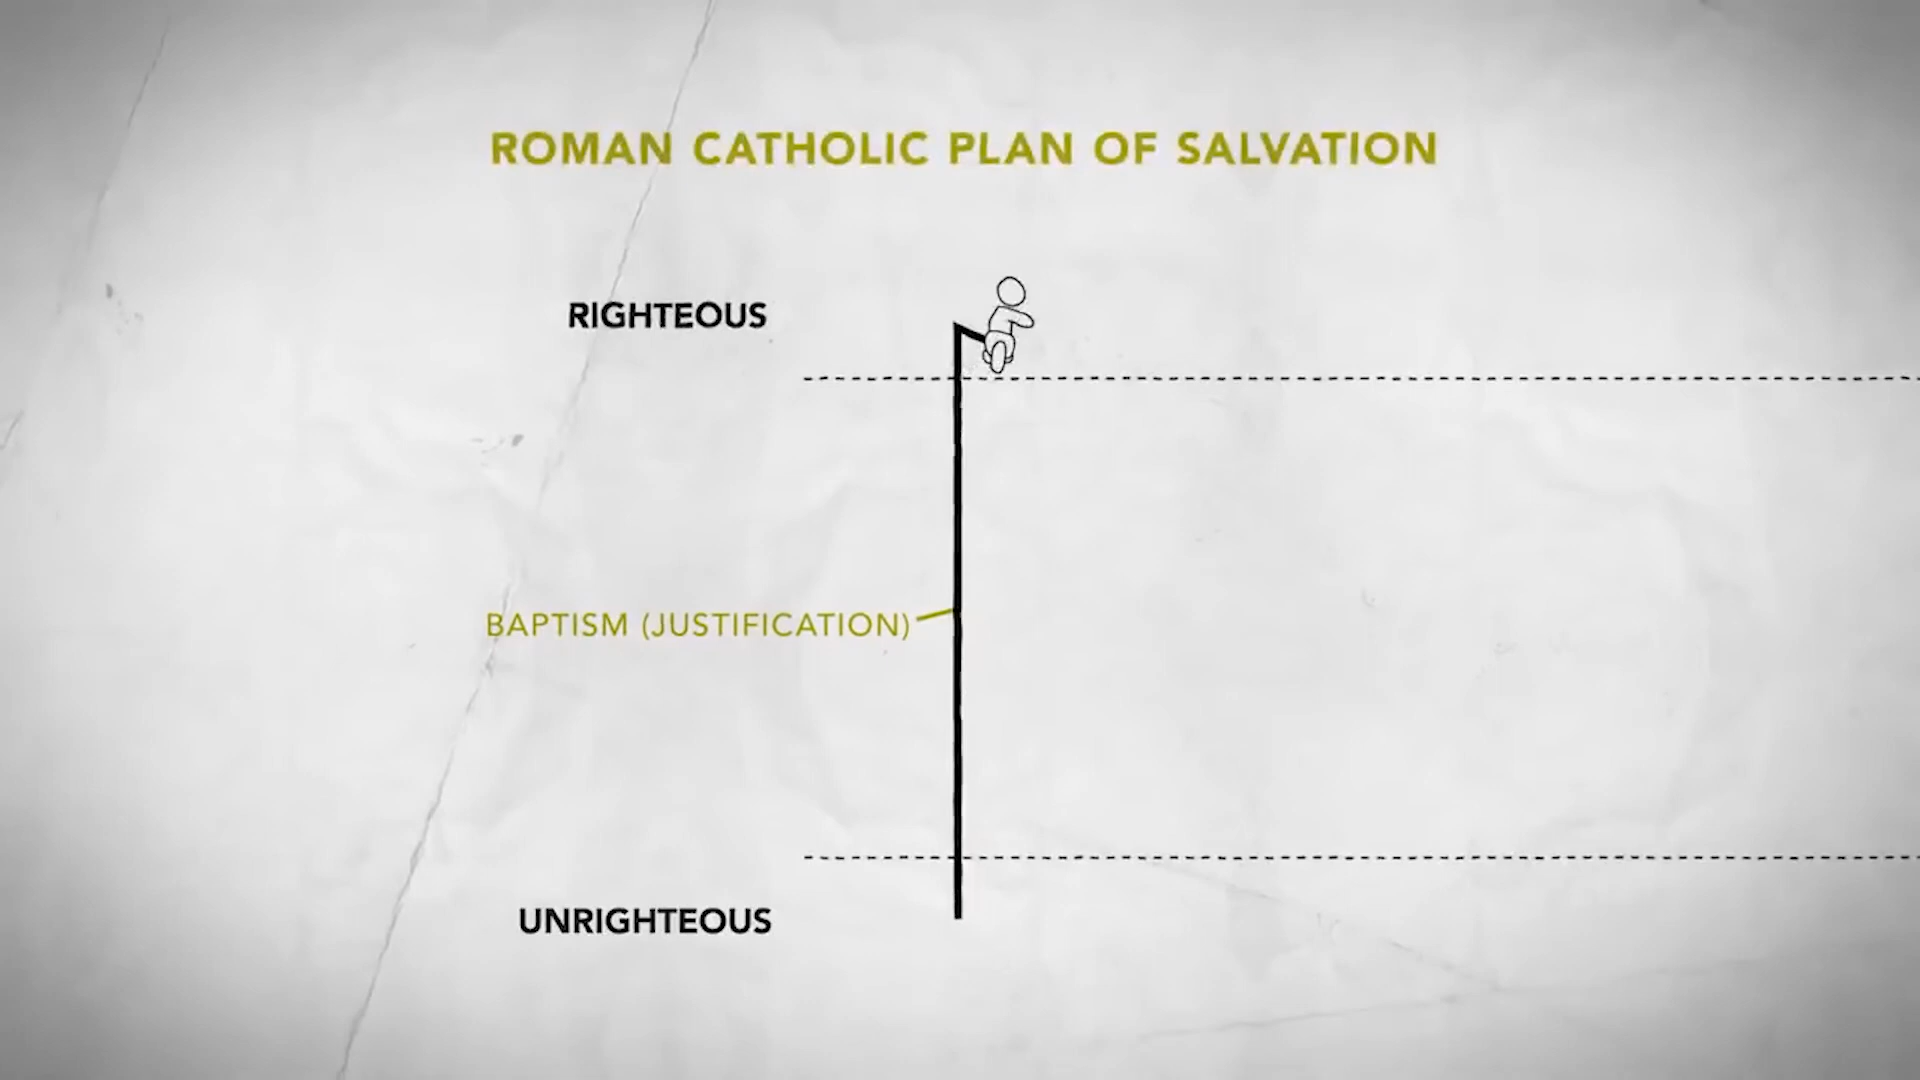 ROMAN CATHOLIC PLAN OF SALVATION
RIGHTEOUS
BAPTISM (JUSTIFICATION)
UNRIGHTEOUS